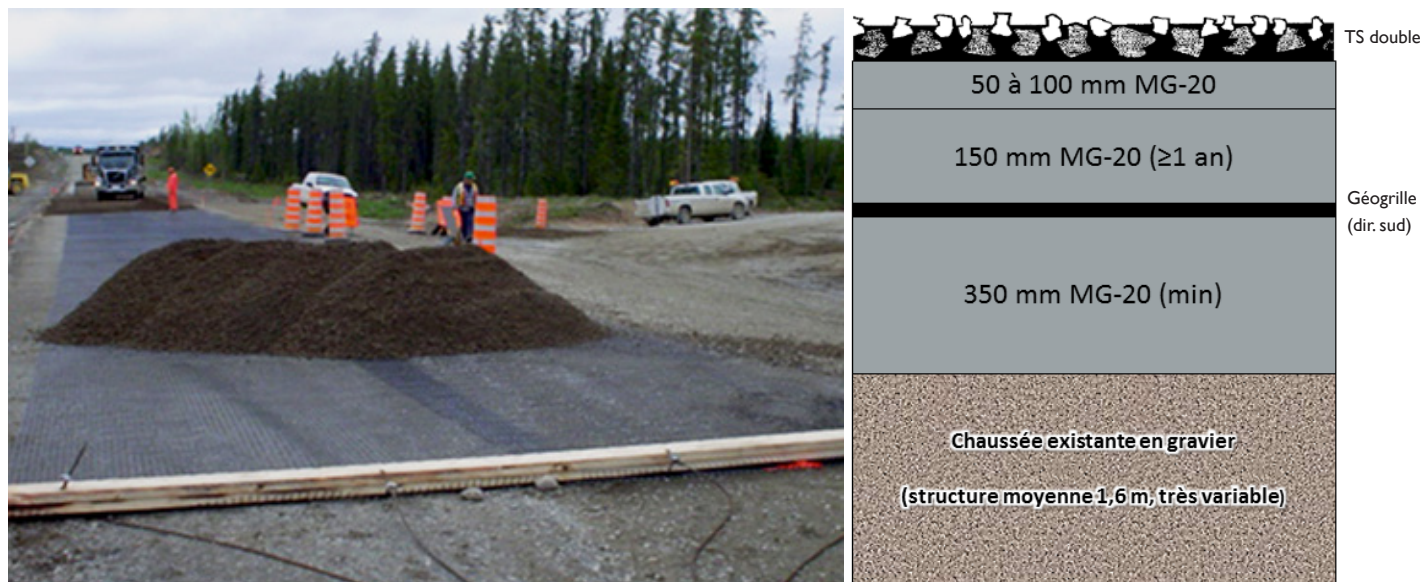 TS double
50 à 100 mm MG-20
150 mm MG-20 (≥1 an)
Géogrille
(dir. sud)
350 mm MG-20 (min)
Chaussée existante en gravier
(structure moyenne 1,6 m, très variable)